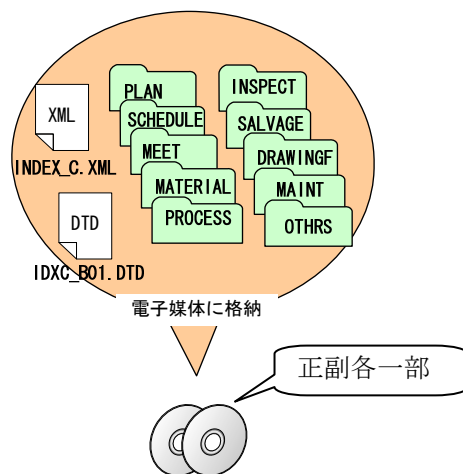 XML
INDEX_C.XML
DTD
IDXC_B01.DTD
PLAN
SCHEDULE
MEET
MATERIAL
PROCESS
INSPECT
SALVAGE
DRAWINGF
MAINT
OTHRS
電子媒体に格納
正副各一部